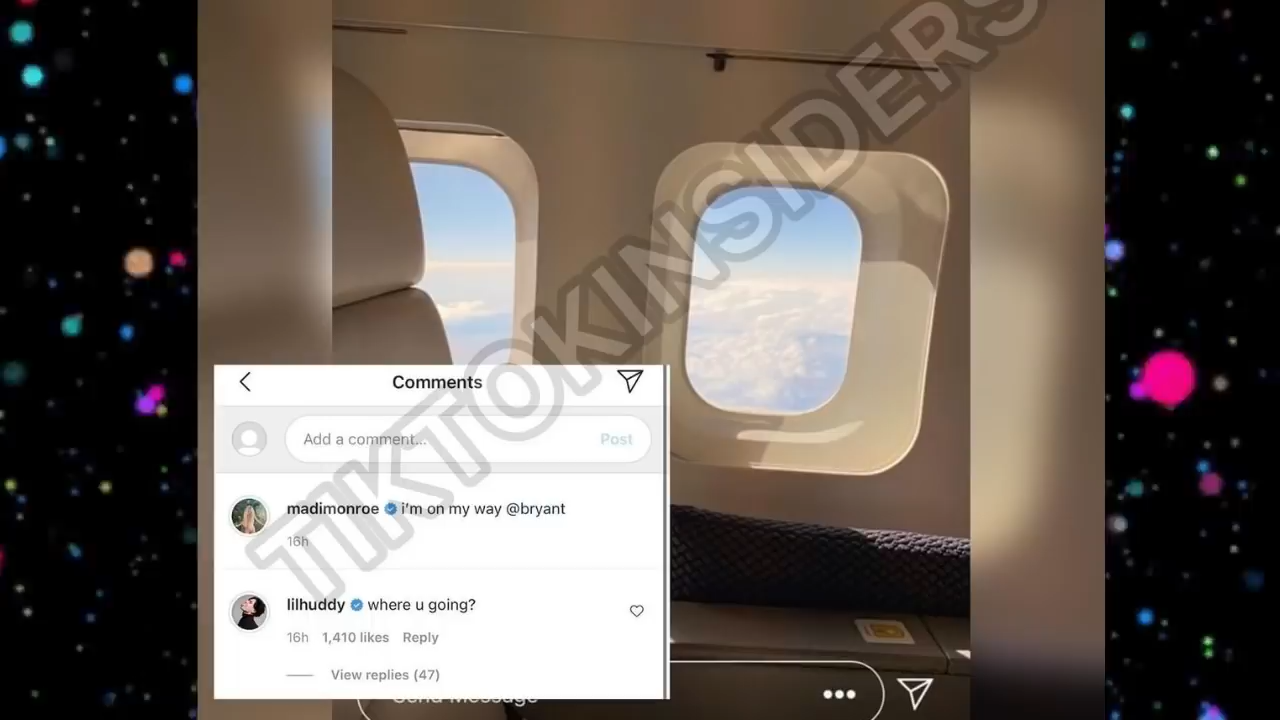 TIKTOKINSIDERS
Comments
Add a comment... Post
madimonroe i'm on my way @bryant
16h
lilhuddy where u going?
16h 1,410 likes Reply
View replies (47)
Send Message